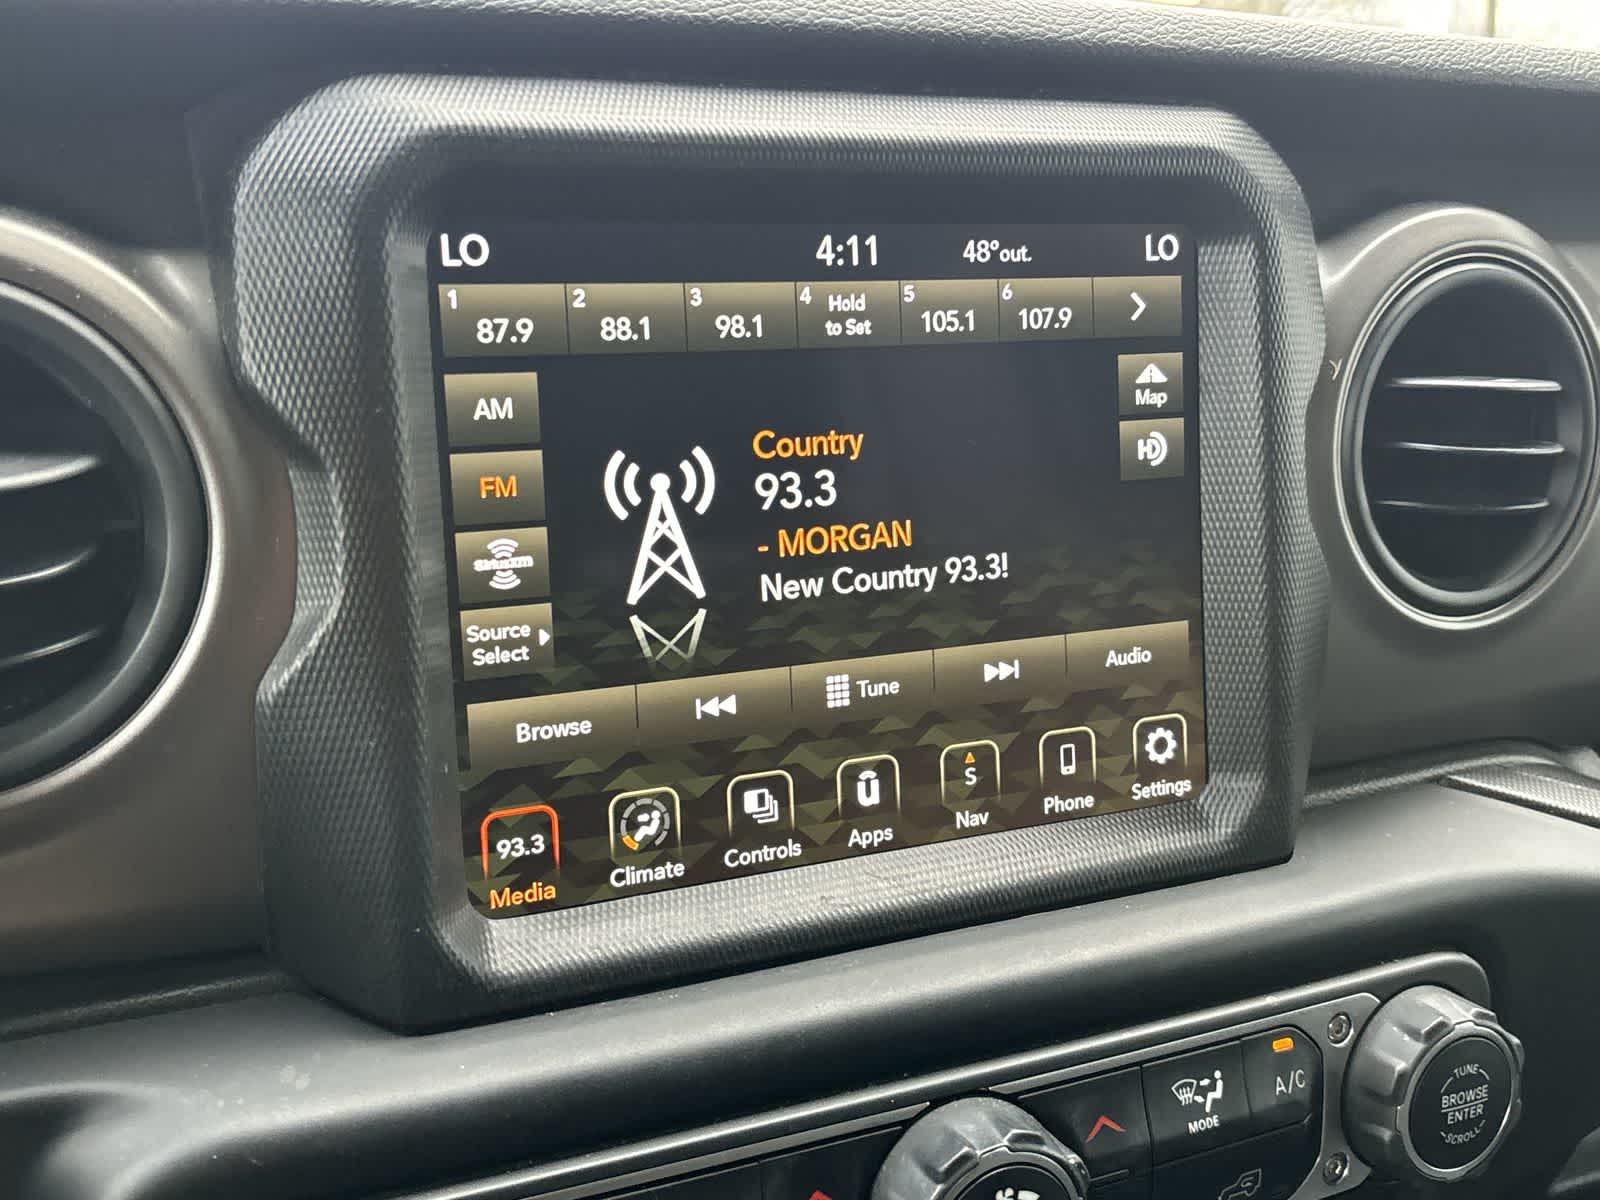 LO 4:11 48° out. LO
1 87.9 2 88.1 3 98.1 4 Hold to Set 5 105.1 6 107.9
AM
FM
SiriusXM
Source
Select
Country
93.3
- MORGAN
New Country 93.3!
Map
HD
Browse Tune Audio
93.3 S
Media Climate Controls Apps Nav Phone Settings
MODE A/C
TUNE
BROWSE
ENTER
SCROLL